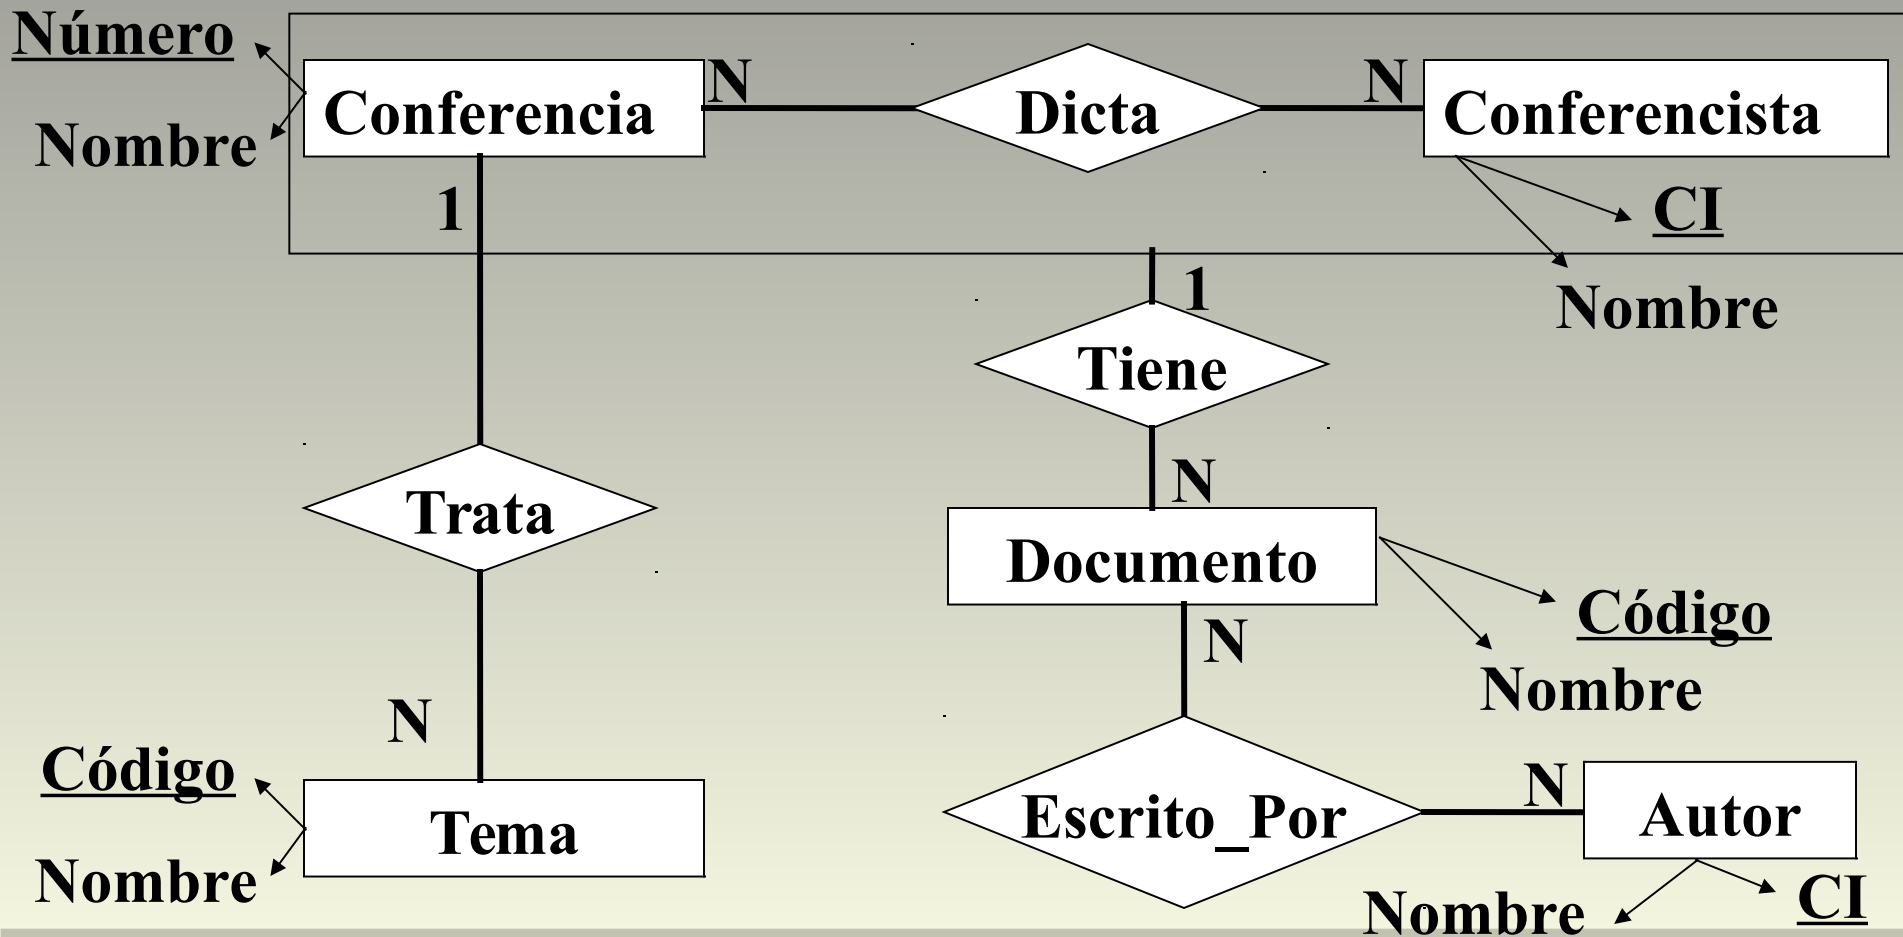 Número
N
N
Conferencia
Dicta
Conferencista
Nombre
1
CI
1
Nombre
Tiene
N
Trata
Documento
Código
N
Nombre
N
Código
N
Tema
Escrito_Por
Autor
Nombre
CI
Nombre